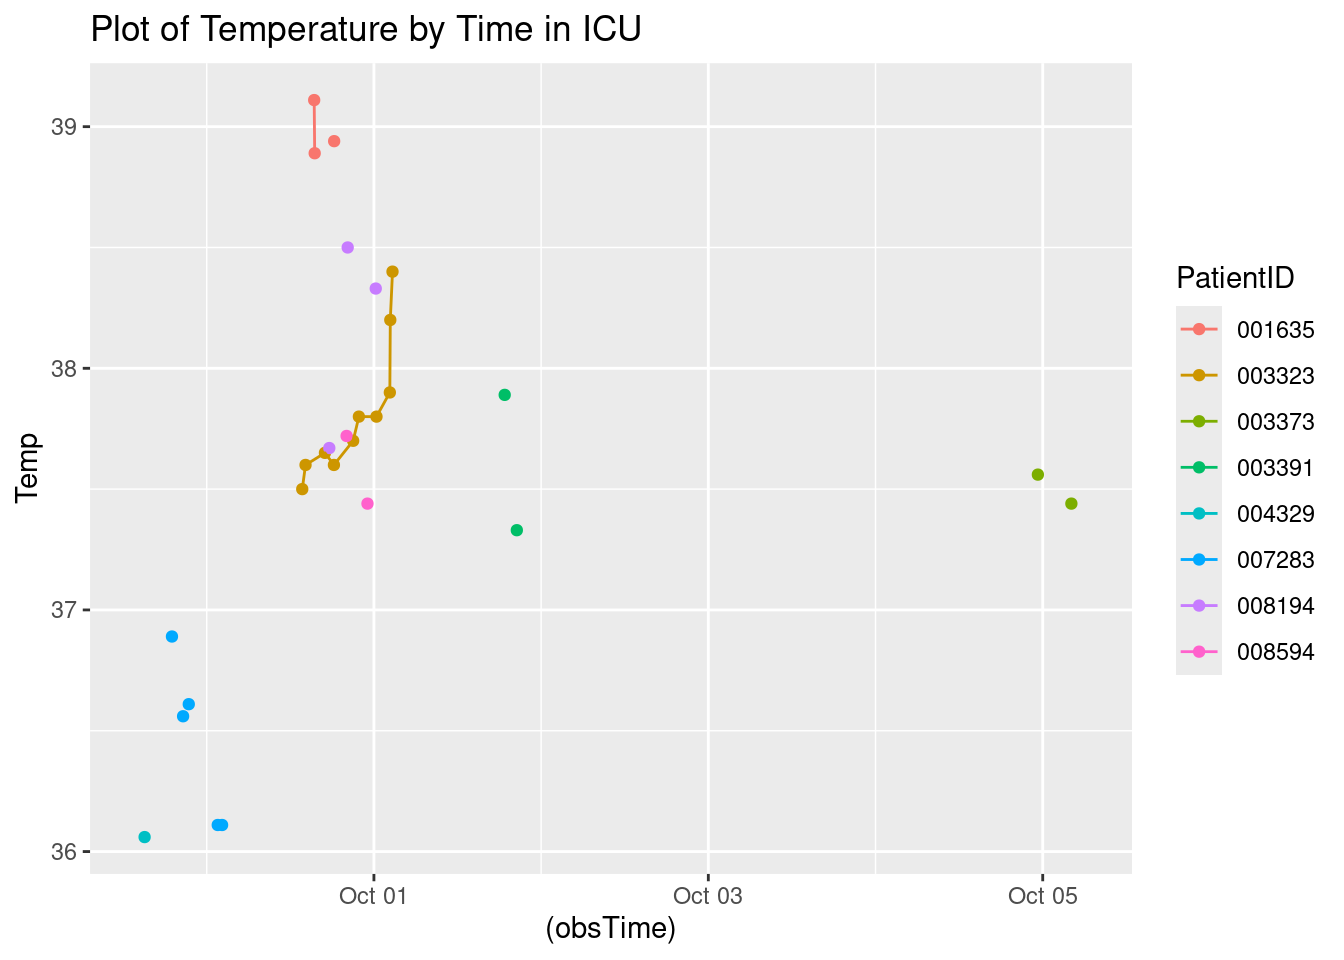 Plot of Temperature by Time in ICU
39
38
37
36
Temp
Oct 01
Oct 03
Oct 05
(obsTime)
PatientID
001635
003323
003373
003391
004329
007283
008194
008594